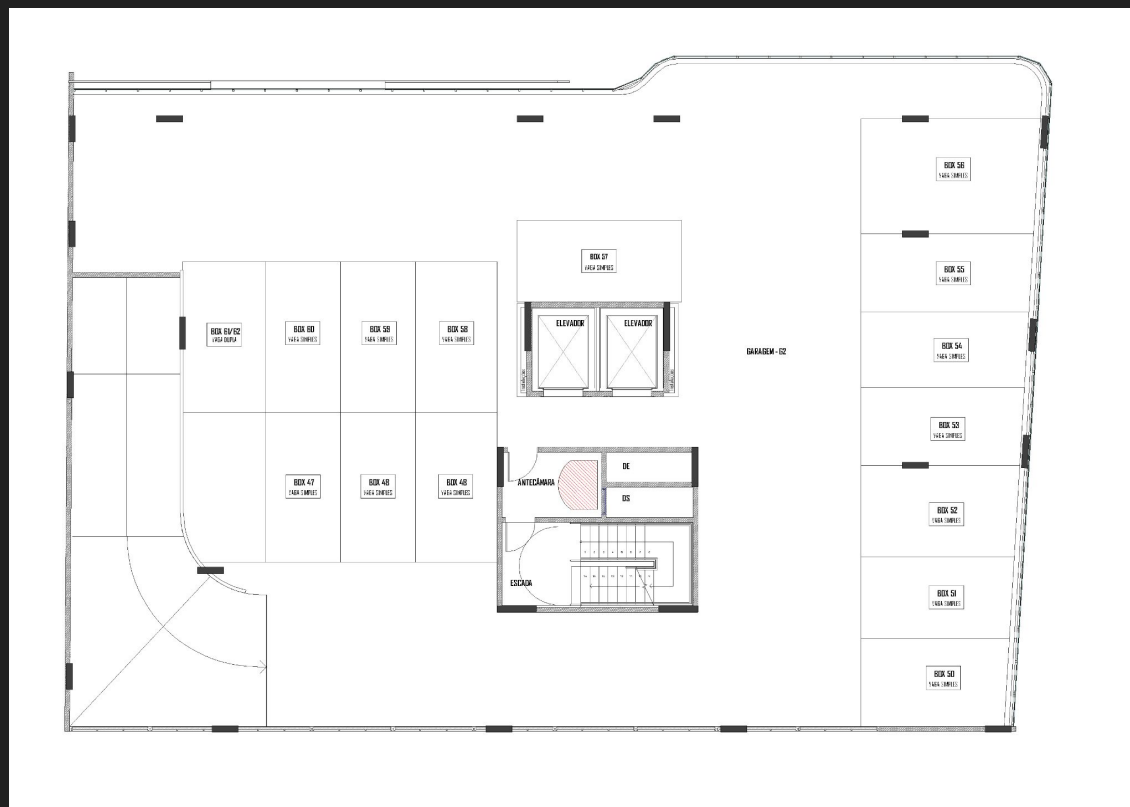 BOX 56
VAGA SIMPLES
BOX 57
VAGA SIMPLES
BOX 55
VAGA SIMPLES
BOX 61/62
VAGA DUPLA
BOX 60
VAGA SIMPLES
BOX 59
VAGA SIMPLES
BOX 58
VAGA SIMPLES
ELEVADOR
ELEVADOR
GARAGEM - G2
BOX 54
VAGA SIMPLES
BOX 53
VAGA SIMPLES
BOX 47
VAGA SIMPLES
BOX 48
VAGA SIMPLES
VAGA SIMPLES
ANTECÂMARA
DE
DS
BOX 52
VAGA SIMPLES
ESCADA
BOX 51
VAGA SIMPLES
BOX 50
VAGA SIMPLES